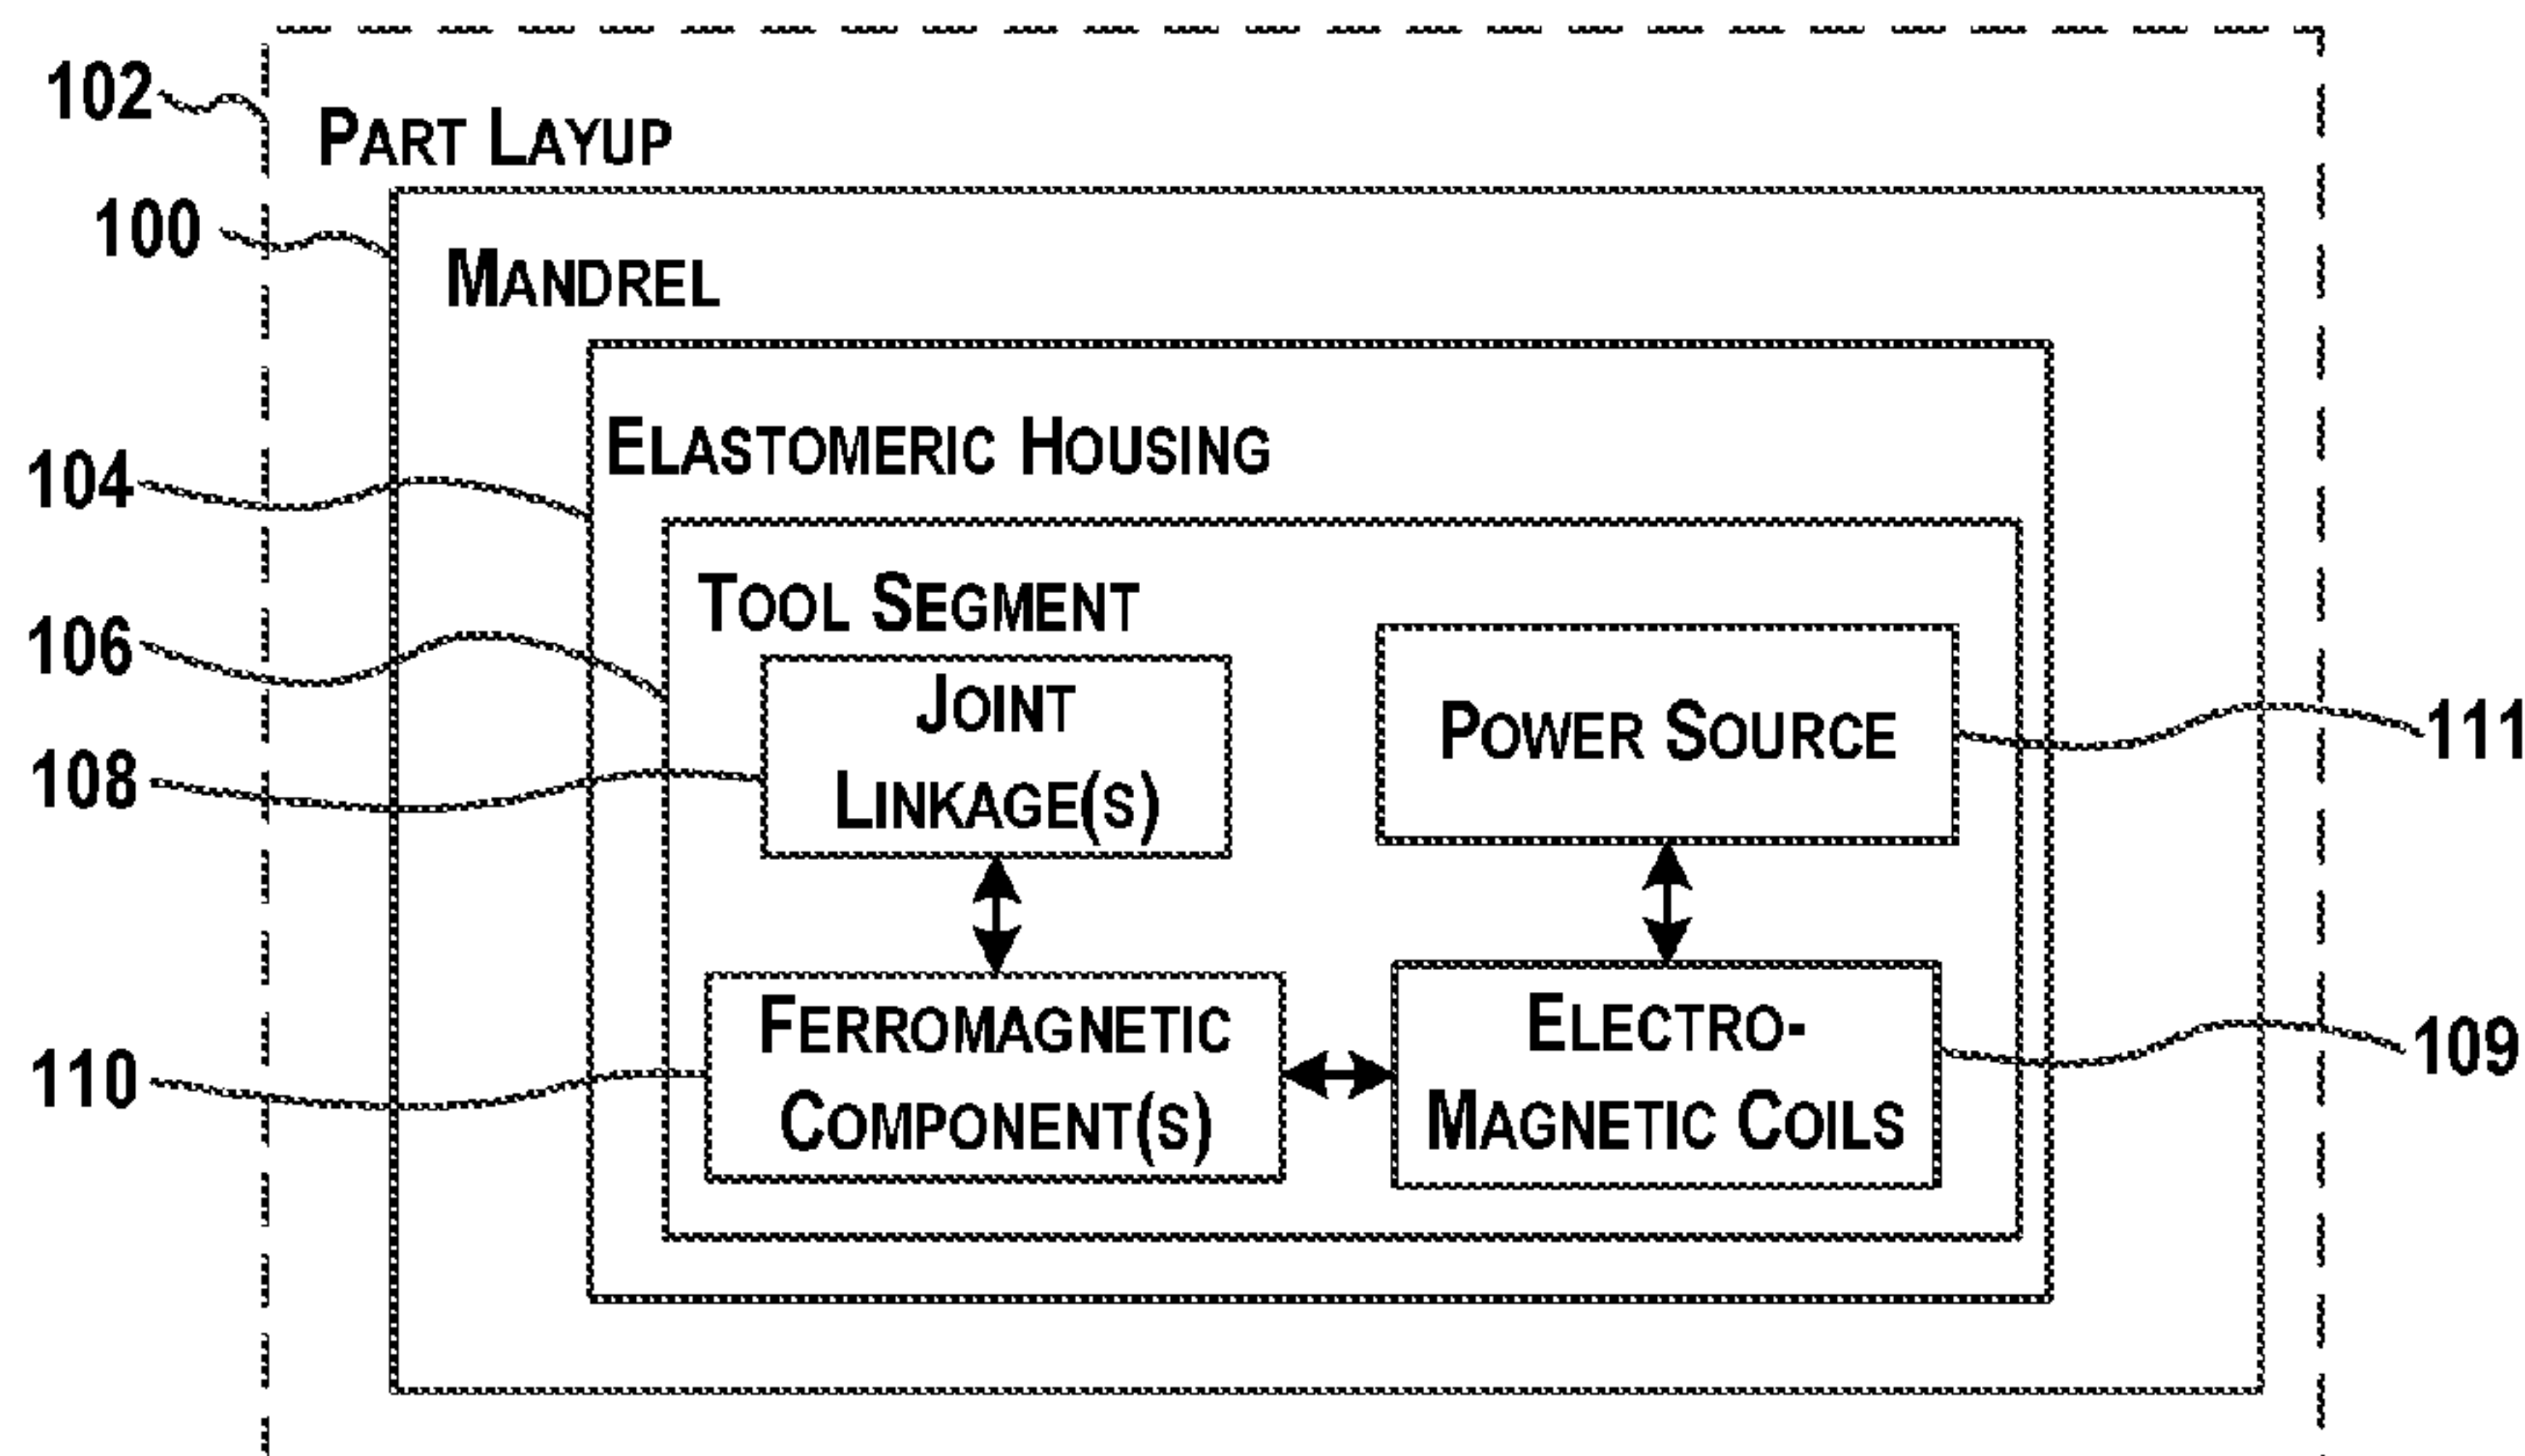 102
PART LAYUP
100
MANDREL
104
ELASTOMERIC HOUSING
106
TOOL SEGMENT
108
JOINT
LINKAGE(S)
POWER SOURCE
111
110
FERROMAGNETIC
COMPONENT(S)
ELECTRO-
MAGNETIC COILS
109